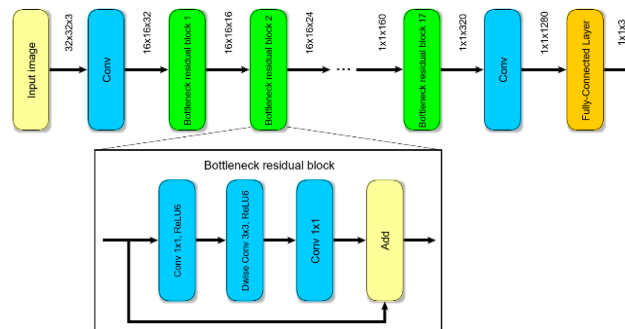 Input image
32x32x3
Conv
16x16x32
Bottleneck residual block 1
16x16x16
Bottleneck residual block 2
16x16x24
...
1x1x160
Bottleneck residual block 17
1x1x320
Conv
1x1x1280
Fully-Connected Layer
1x1x3
Bottleneck residual block
Conv 1x1, ReLU6
Dwise Conv 3x3, ReLU6
Conv 1x1
Add